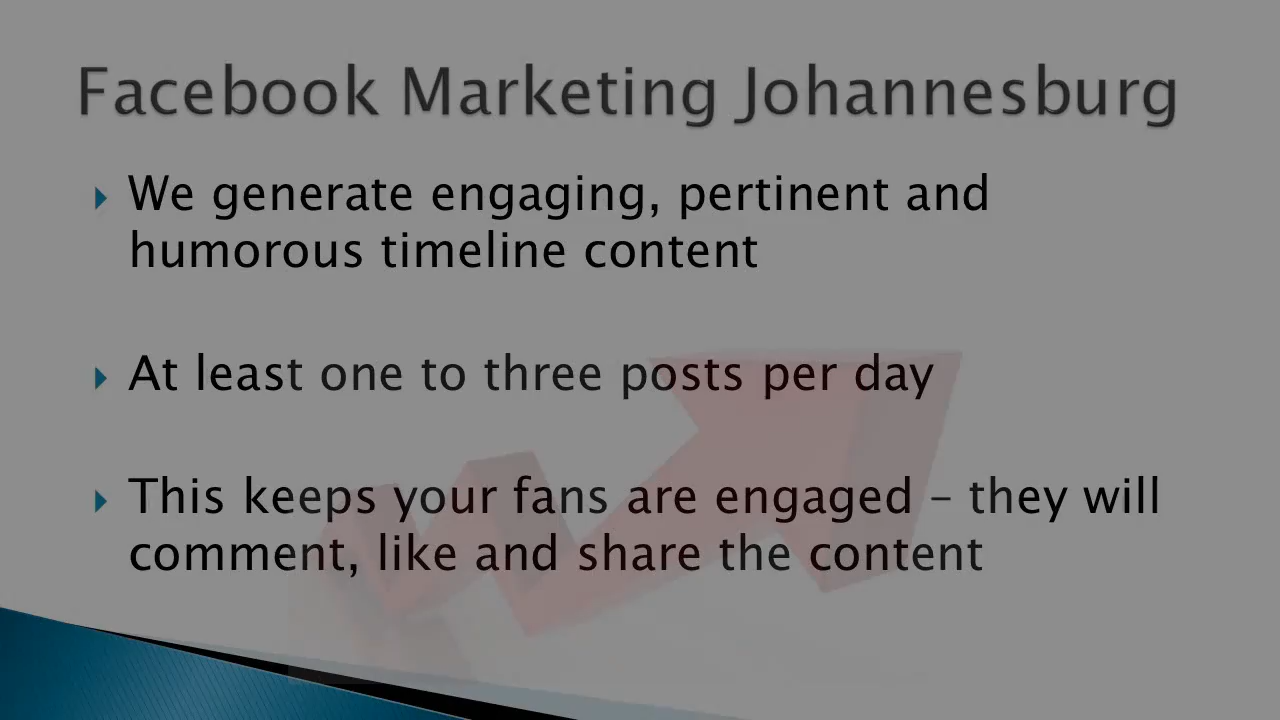 Facebook Marketing Johannesburg
We generate engaging, pertinent and
humorous timeline content
At least one to three posts per day
This keeps your fans are engaged – they will
comment, like and share the content